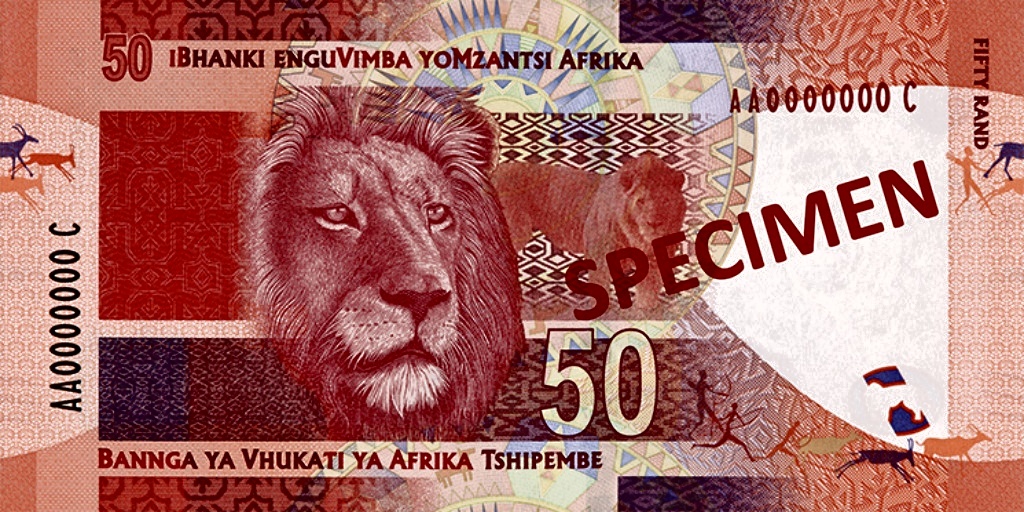 50 IBHANKI ENGUVIMBA YOMZANTSI AFRIKA
FIFTY RAND
AA0000000 C
SPECIMEN
AA0000000 C
50
BANNGA YA VHUKATI YA AFRIKA TSHIPEMBE